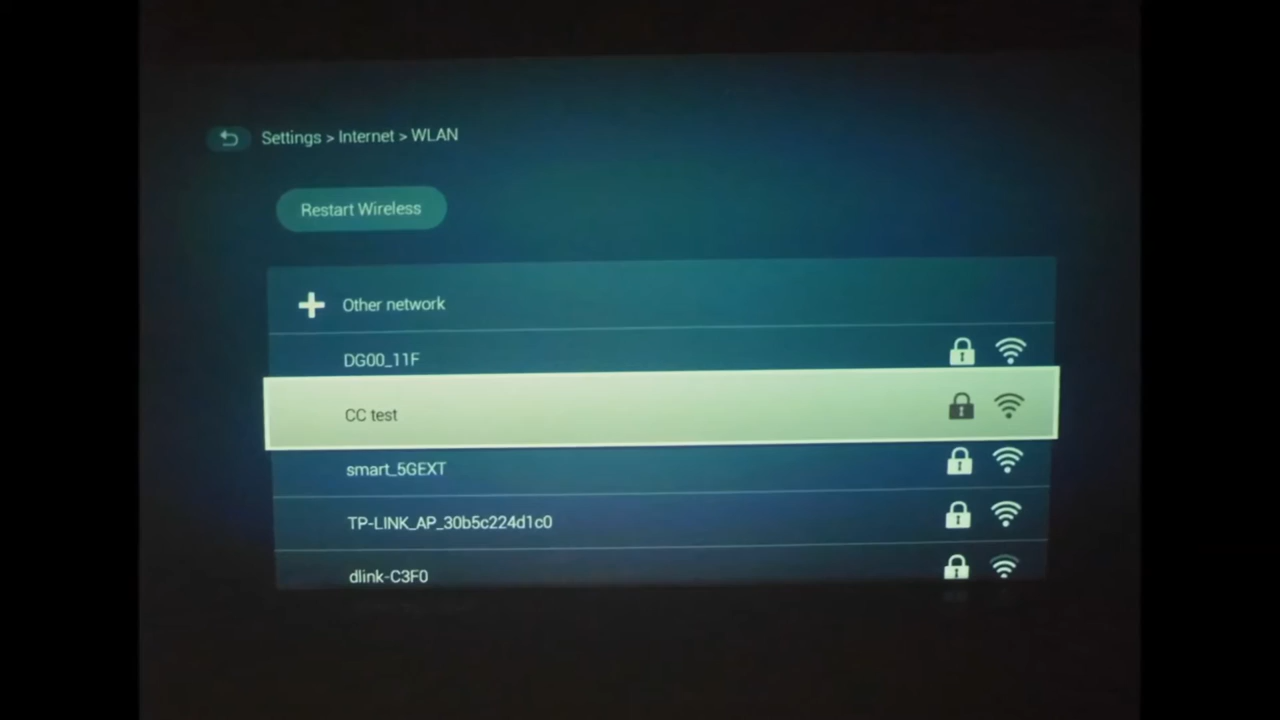 Settings > Internet > WLAN
Restart Wireless
Other network
DG00_11F
CC test
smart_5GEXT
TP-LINK_AP_30b5c224d1c0
dlink-C3F0